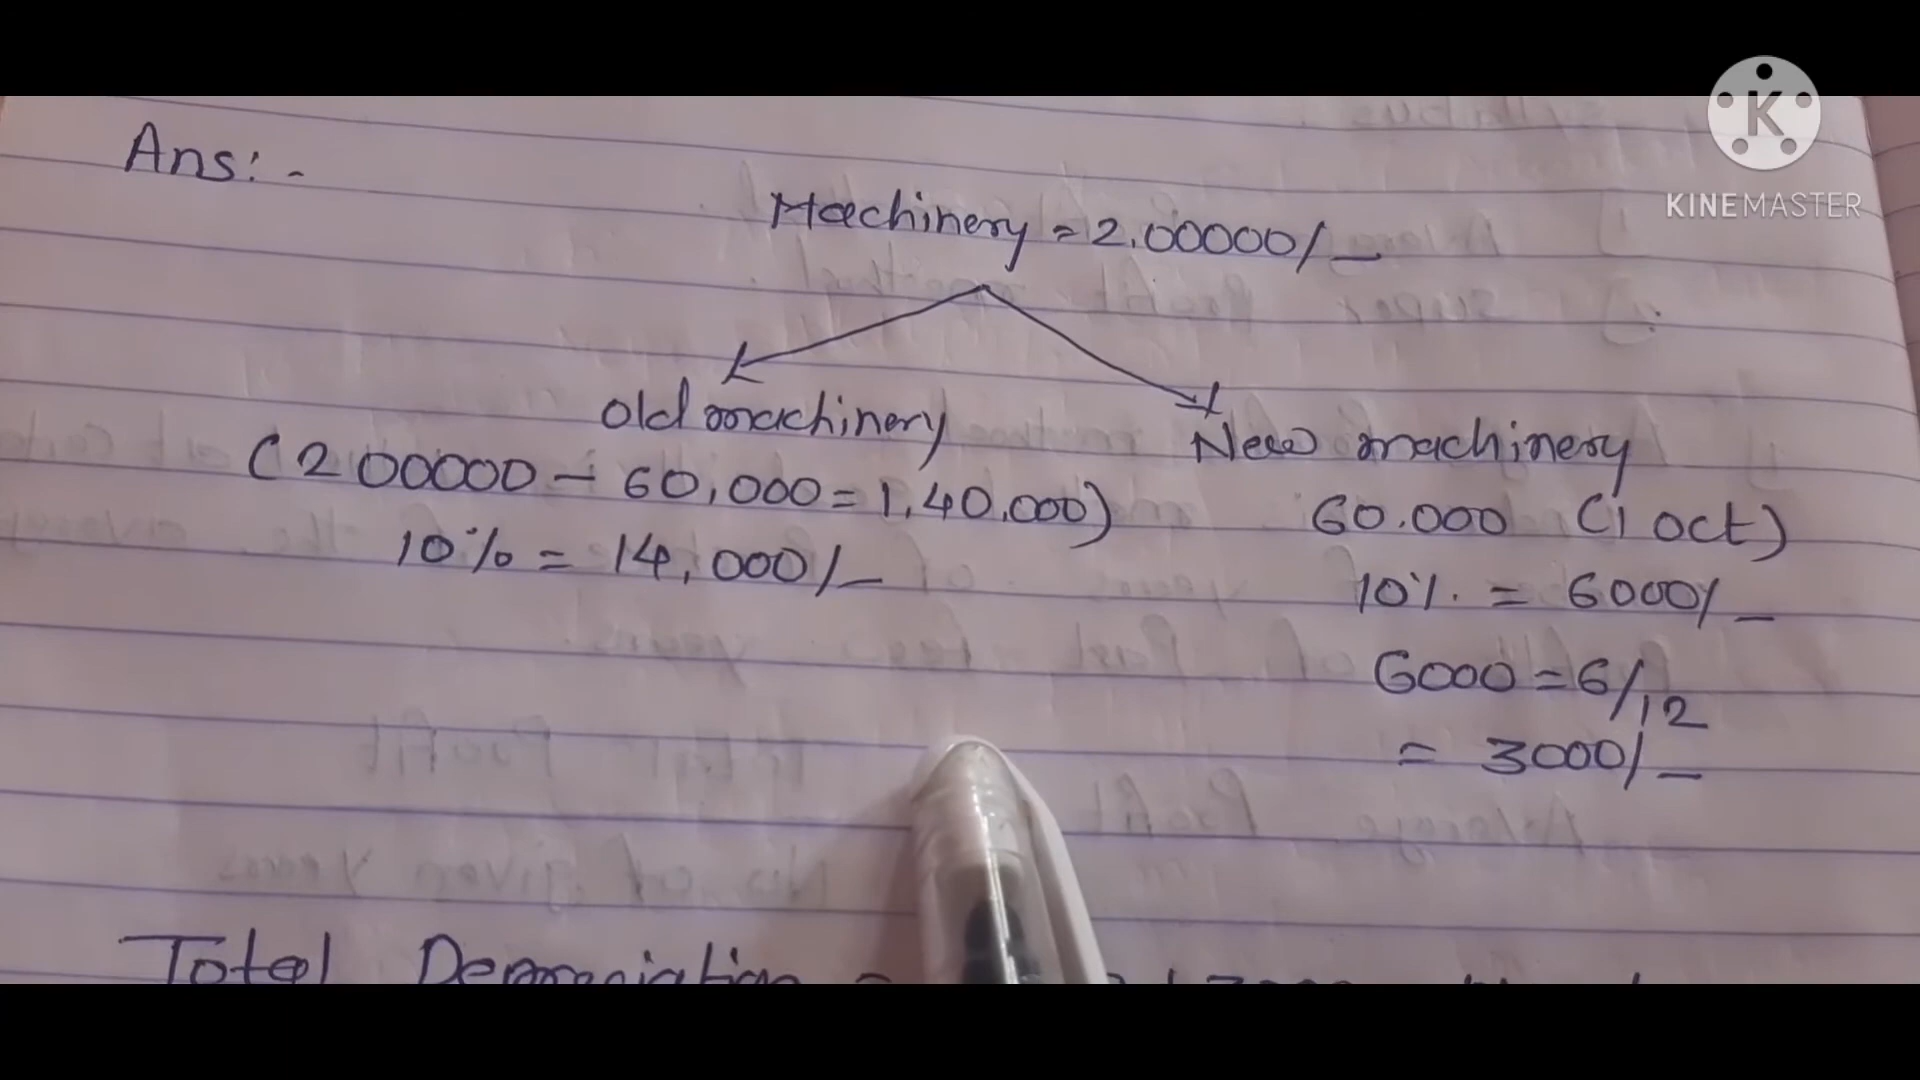 K
KINEMASTER
Ans:-
Machinery = 2,00000/-
Old machinery
New machinery
(200000 - 60,000 = 1,40,000)
60.000 (1 oct)
10% = 14,000/-
10%. = 6000/-
6000 = 6/12
= 3000/-
Total Depreciation =